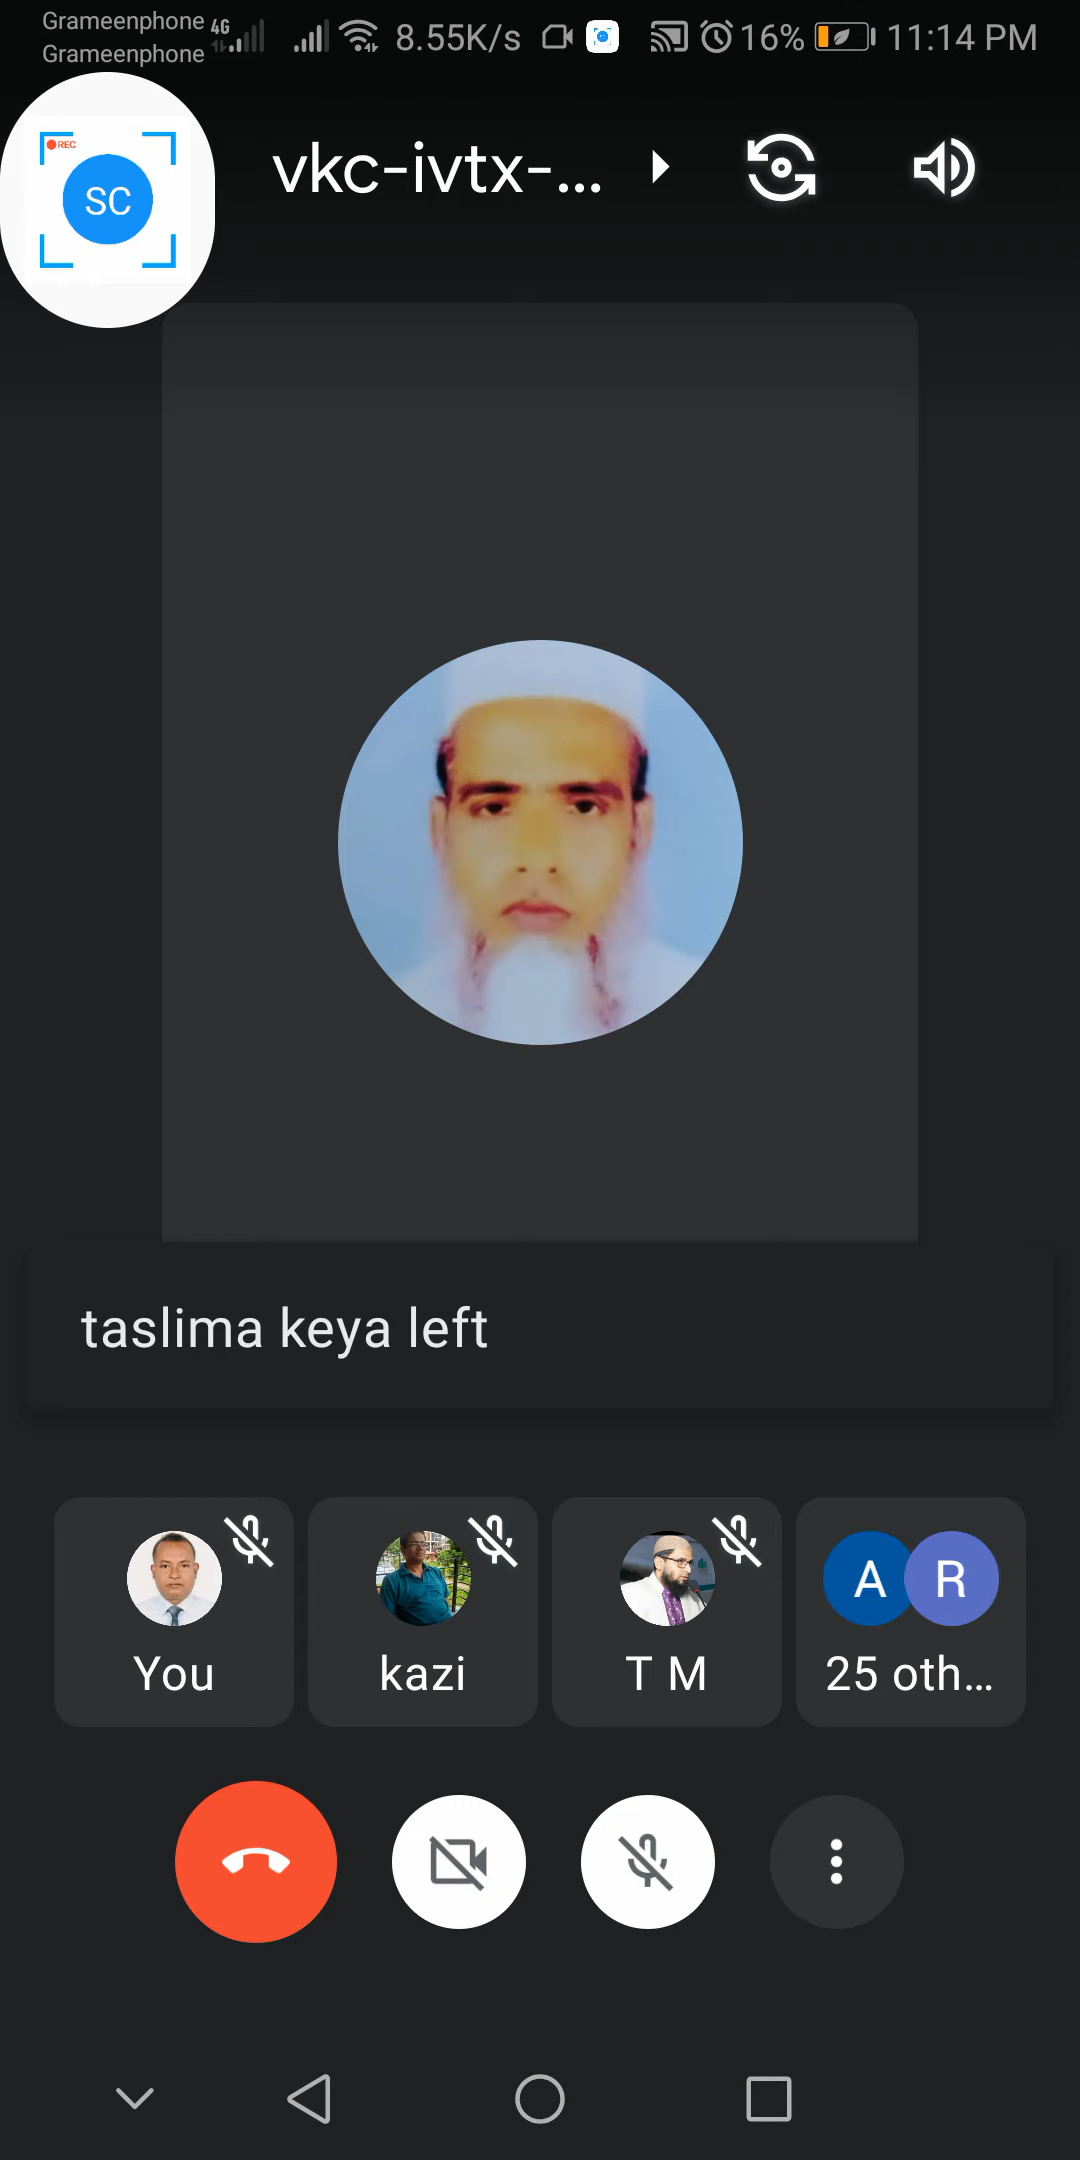 Grameenphone 4G 8.55K/s 16% 11:14 PM
Grameenphone
REC
SC
vkc-ivtx-...
taslima keya left
A R
You kazi T M 25 oth...